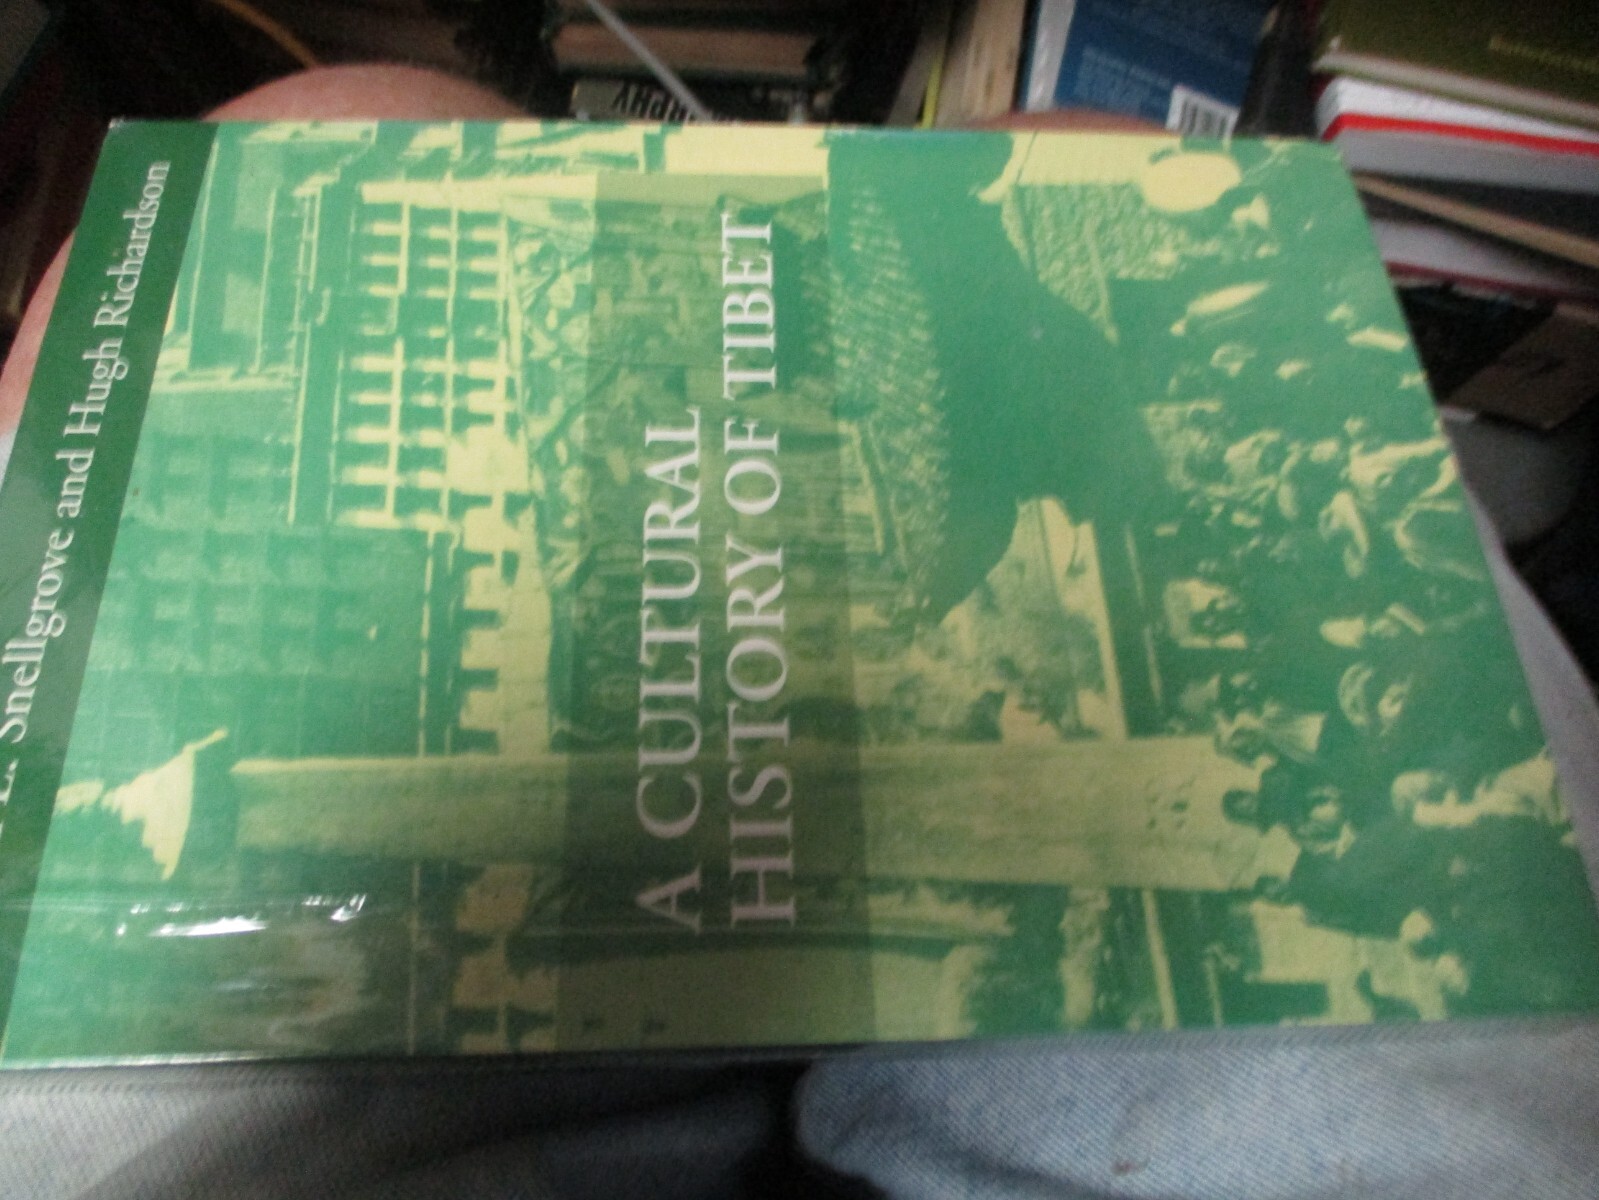 Snellgrove and Hugh Richardson
A CULTURAL
HISTORY OF TIBET